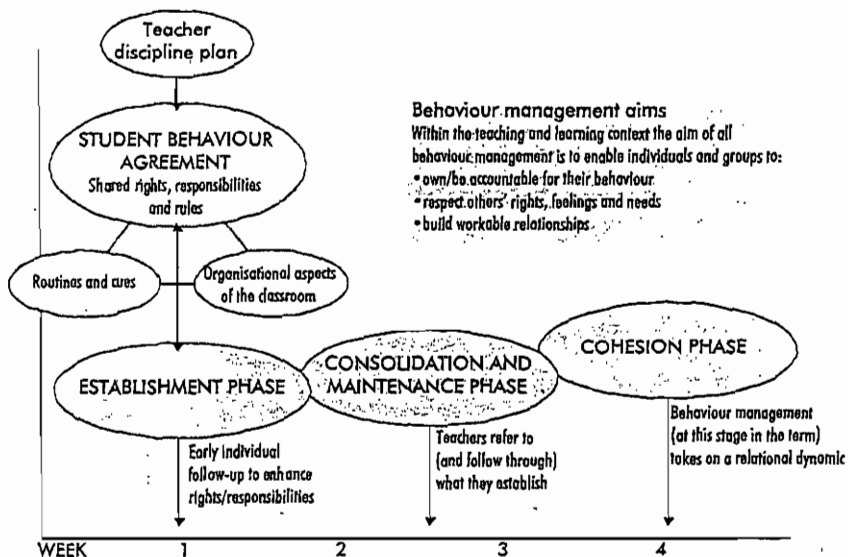 Teacher
discipline plan
STUDENT BEHAVIOUR
AGREEMENT
Shared rights, responsibilities
and rules
Routines and cues
Organisational aspects
of the classroom
Behaviour management aims
Within the teaching and learning context the aim of all
behaviour management is to enable individuals and groups to:
• own/be accountable for their behaviour
• respect others' rights, feelings and needs
• build workable relationships
ESTABLISHMENT PHASE
CONSOLIDATION AND
MAINTENANCE PHASE
COHESION PHASE
Early individual
follow-up to enhance
rights/responsibilities
Teachers refer to
(and follow through)
what they establish
Behaviour management
(at this stage in the term)
takes on a relational dynamic
WEEK 1 2 3 4